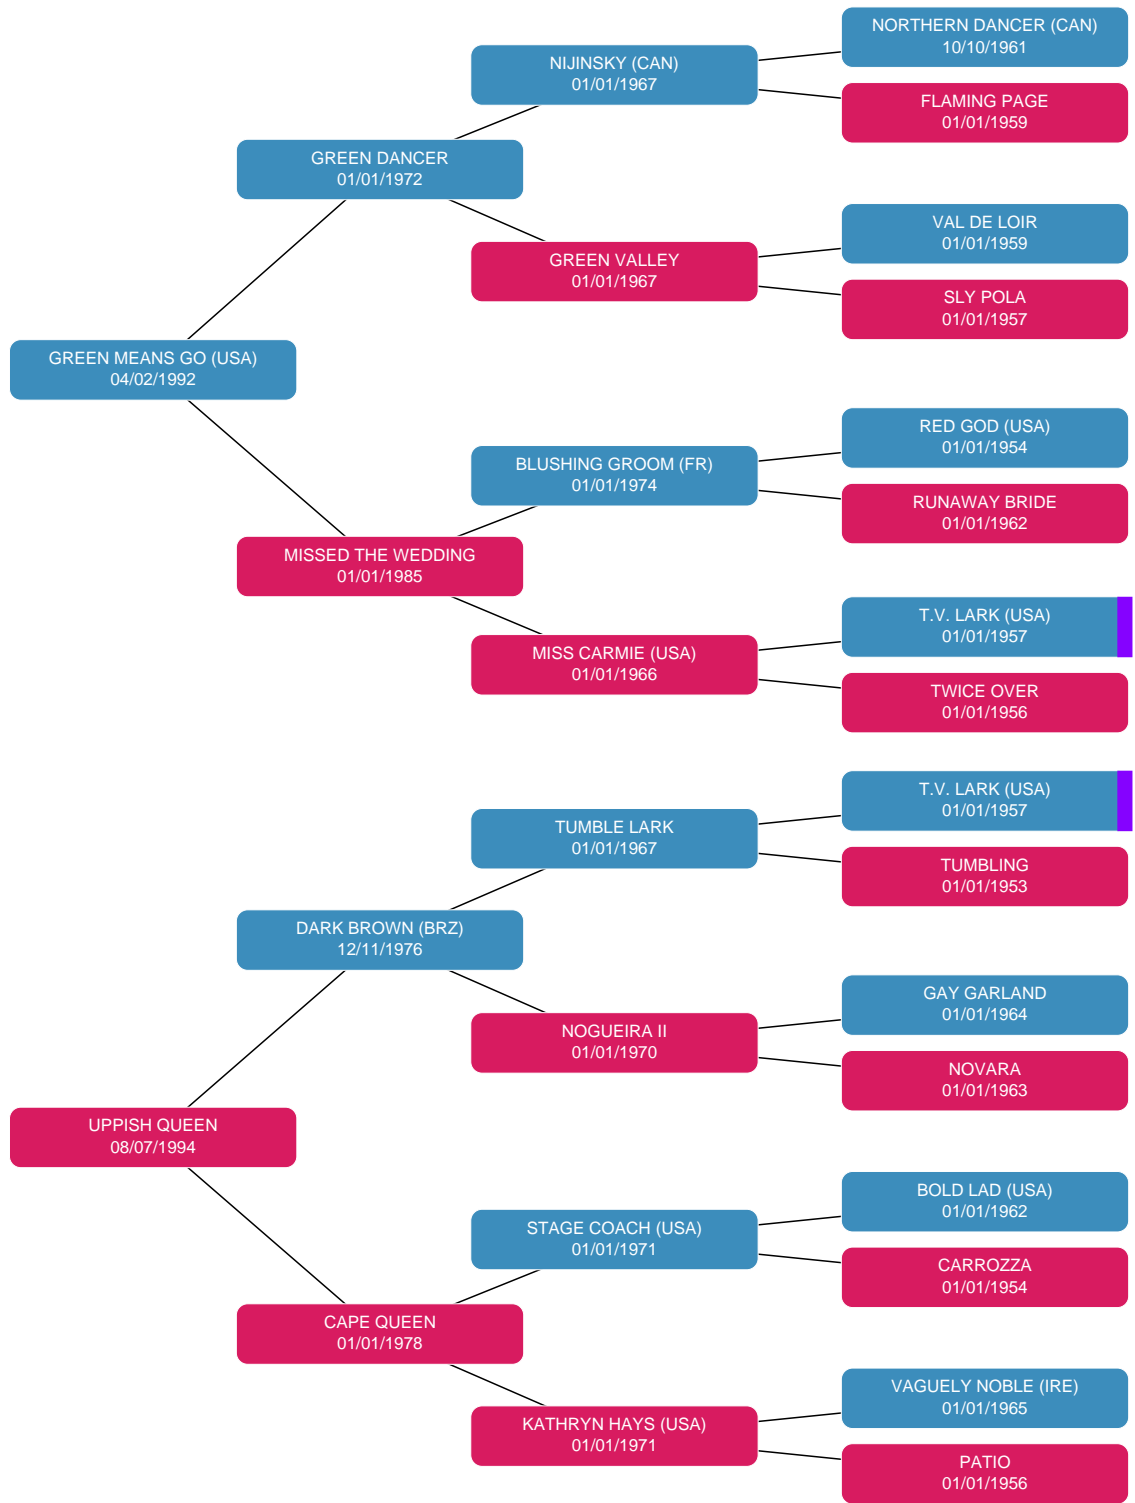 NORTHERN DANCER (CAN)
10/10/1961
NIJINSKY (CAN)
01/01/1967
FLAMING PAGE
01/01/1959
GREEN DANCER
01/01/1972
VAL DE LOIR
01/01/1959
GREEN VALLEY
01/01/1967
SLY POLA
01/01/1957
GREEN MEANS GO (USA)
04/02/1992
RED GOD (USA)
01/01/1954
BLUSHING GROOM (FR)
01/01/1974
RUNAWAY BRIDE
01/01/1962
MISSED THE WEDDING
01/01/1985
T.V. LARK (USA)
01/01/1957
MISS CARMIE (USA)
01/01/1966
TWICE OVER
01/01/1956
T.V. LARK (USA)
01/01/1957
TUMBLE LARK
01/01/1967
TUMBLING
01/01/1953
DARK BROWN (BRZ)
12/11/1976
GAY GARLAND
01/01/1964
NOGUEIRA II
01/01/1970
NOVARA
01/01/1963
UPPISH QUEEN
08/07/1994
BOLD LAD (USA)
01/01/1962
STAGE COACH (USA)
01/01/1971
CARROZZA
01/01/1954
CAPE QUEEN
01/01/1978
VAGUELY NOBLE (IRE)
01/01/1965
KATHRYN HAYS (USA)
01/01/1971
PATIO
01/01/1956